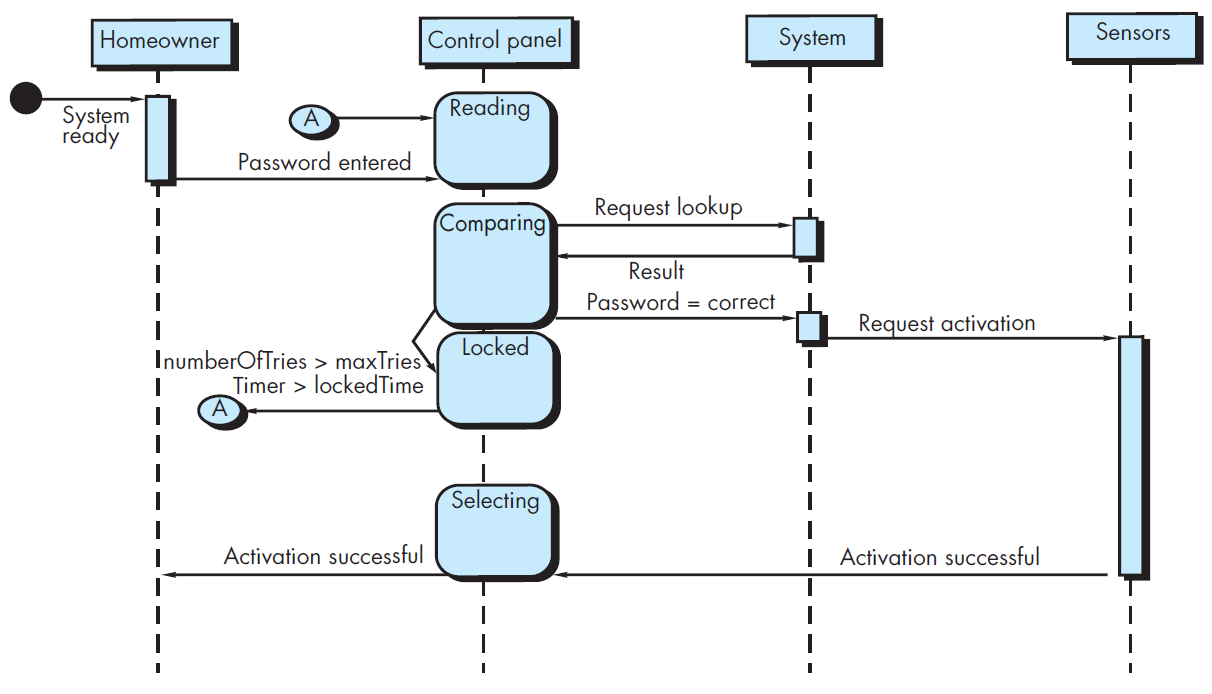 Homeowner
Control panel
System
Sensors
System
ready
A
Reading
Password entered
Request lookup
Comparing
Result
Password = correct
Request activation
Locked
numberOfTries > maxTries
Timer > lockedTime
A
Selecting
Activation successful
Activation successful